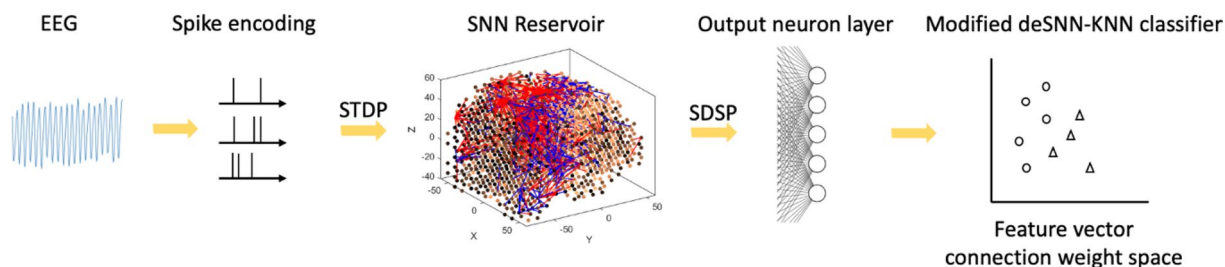 EEG
Spike encoding
SNN Reservoir
Output neuron layer
Modified deSNN-KNN classifier
STDP
SDSP
60
40
20
0
-20
-40
Z
-50
0
50
X
-50
0
50
Y
Feature vector
connection weight space